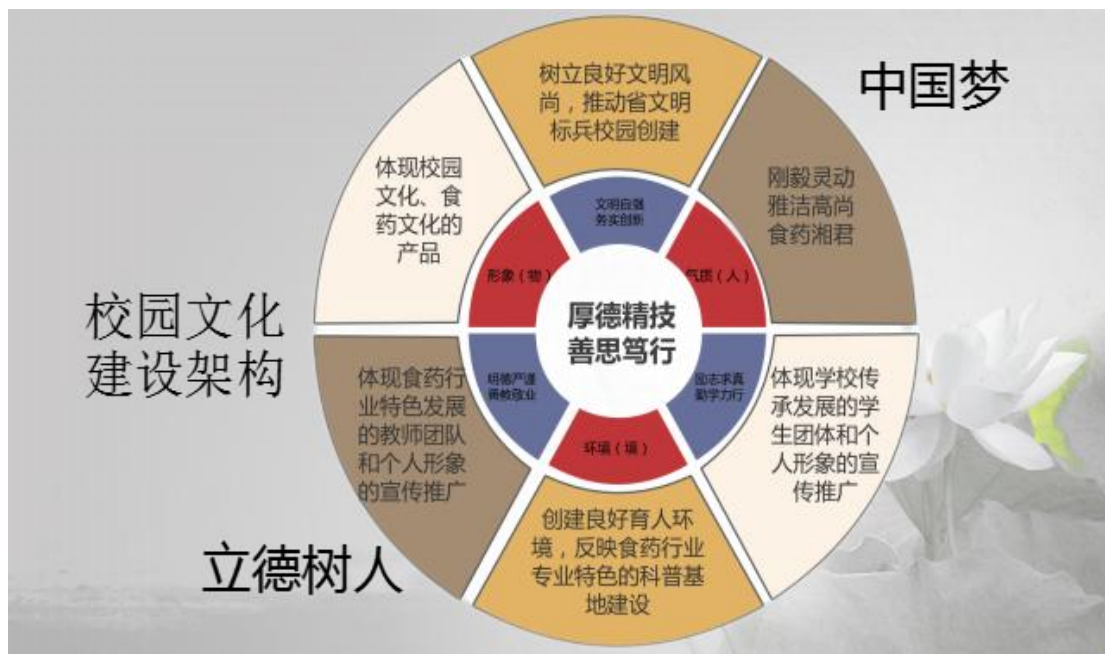 中国梦
树立良好文明风
尚，推动省文明
标兵校园创建
体现校园
文化、食
药文化的
产品
刚毅灵动
雅洁高尚
食药湘君
文明自强
务实创新
形象（物）
气质（人）
校园文化
建设架构
厚德精技
善思笃行
明德严谨
善教敬业
励志求真
勤学力行
环境（境）
体现食药行
业特色发展
的教师团队
和个人形象
的宣传推广
体现学校传
承发展的学
生团体和个
人形象的宣
传推广
创建良好育人环
境，反映食药行业
专业特色的科普基
地建设
立德树人